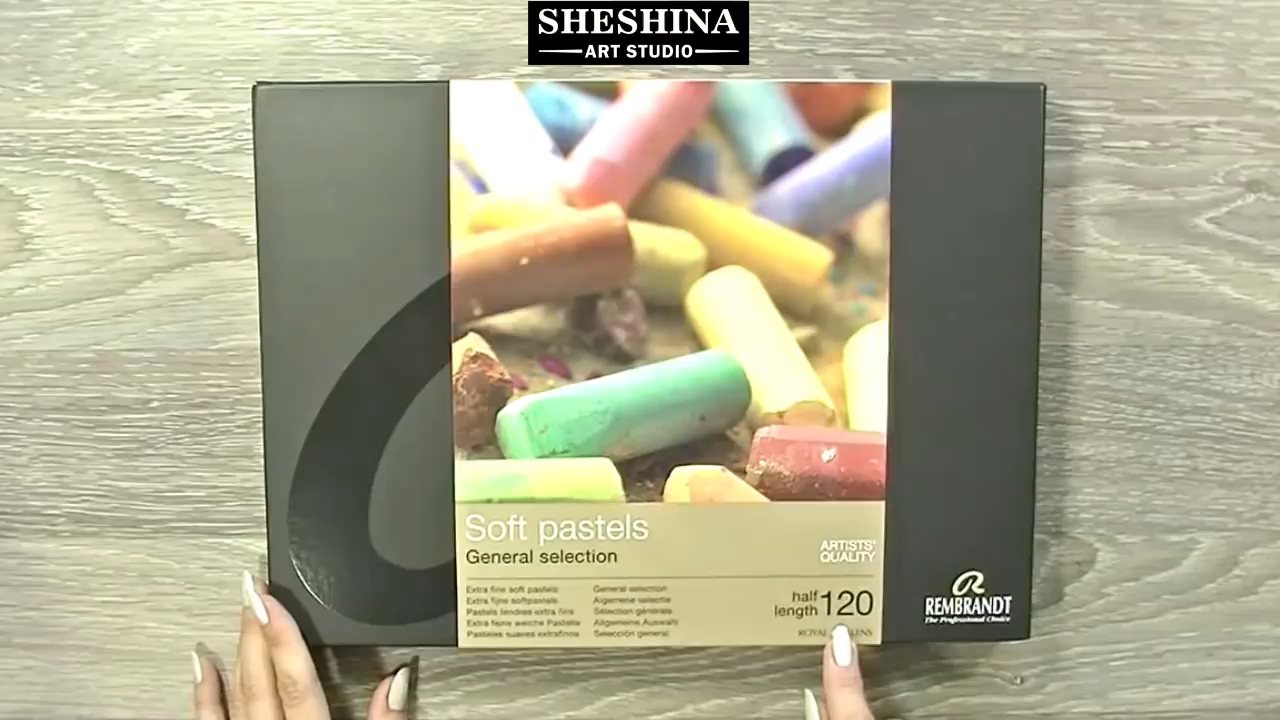 SHESHINA
ART STUDIO
Soft pastels
General selection
ARTISTS'
QUALITY
Extra fine soft pastels
Extra fijne softpastels
Pastels tendres extra fins
Extra feine weiche Pastelle
Pasteles suaves extrafinos
General selection
Algemene selectie
Sélection générale
Allgemeine Auswahl
Selección general
half
length 120
ROYAL
REMBRANDT
The Professional Choice